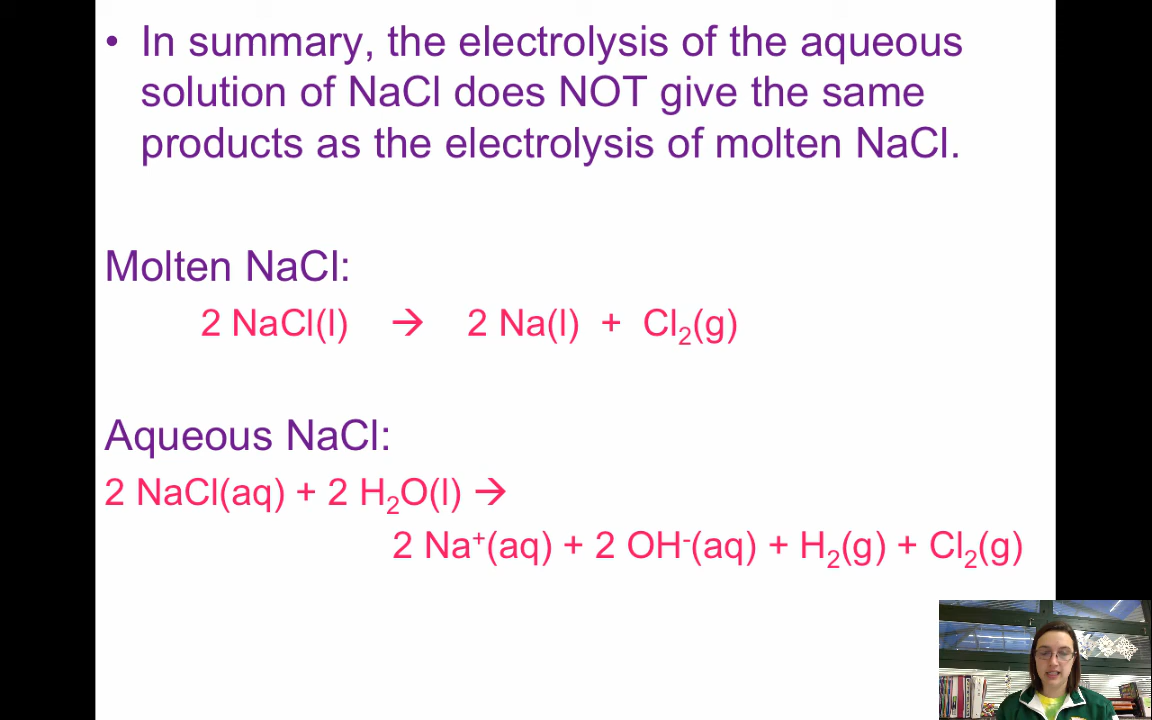 • In summary, the electrolysis of the aqueous
solution of NaCl does NOT give the same
products as the electrolysis of molten NaCl.
Molten NaCl:
2 NaCl(l) → 2 Na(l) + Cl₂(g)
Aqueous NaCl:
2 NaCl(aq) + 2 H₂O(l) →
2 Na⁺(aq) + 2 OH⁻(aq) + H₂(g) + Cl₂(g)